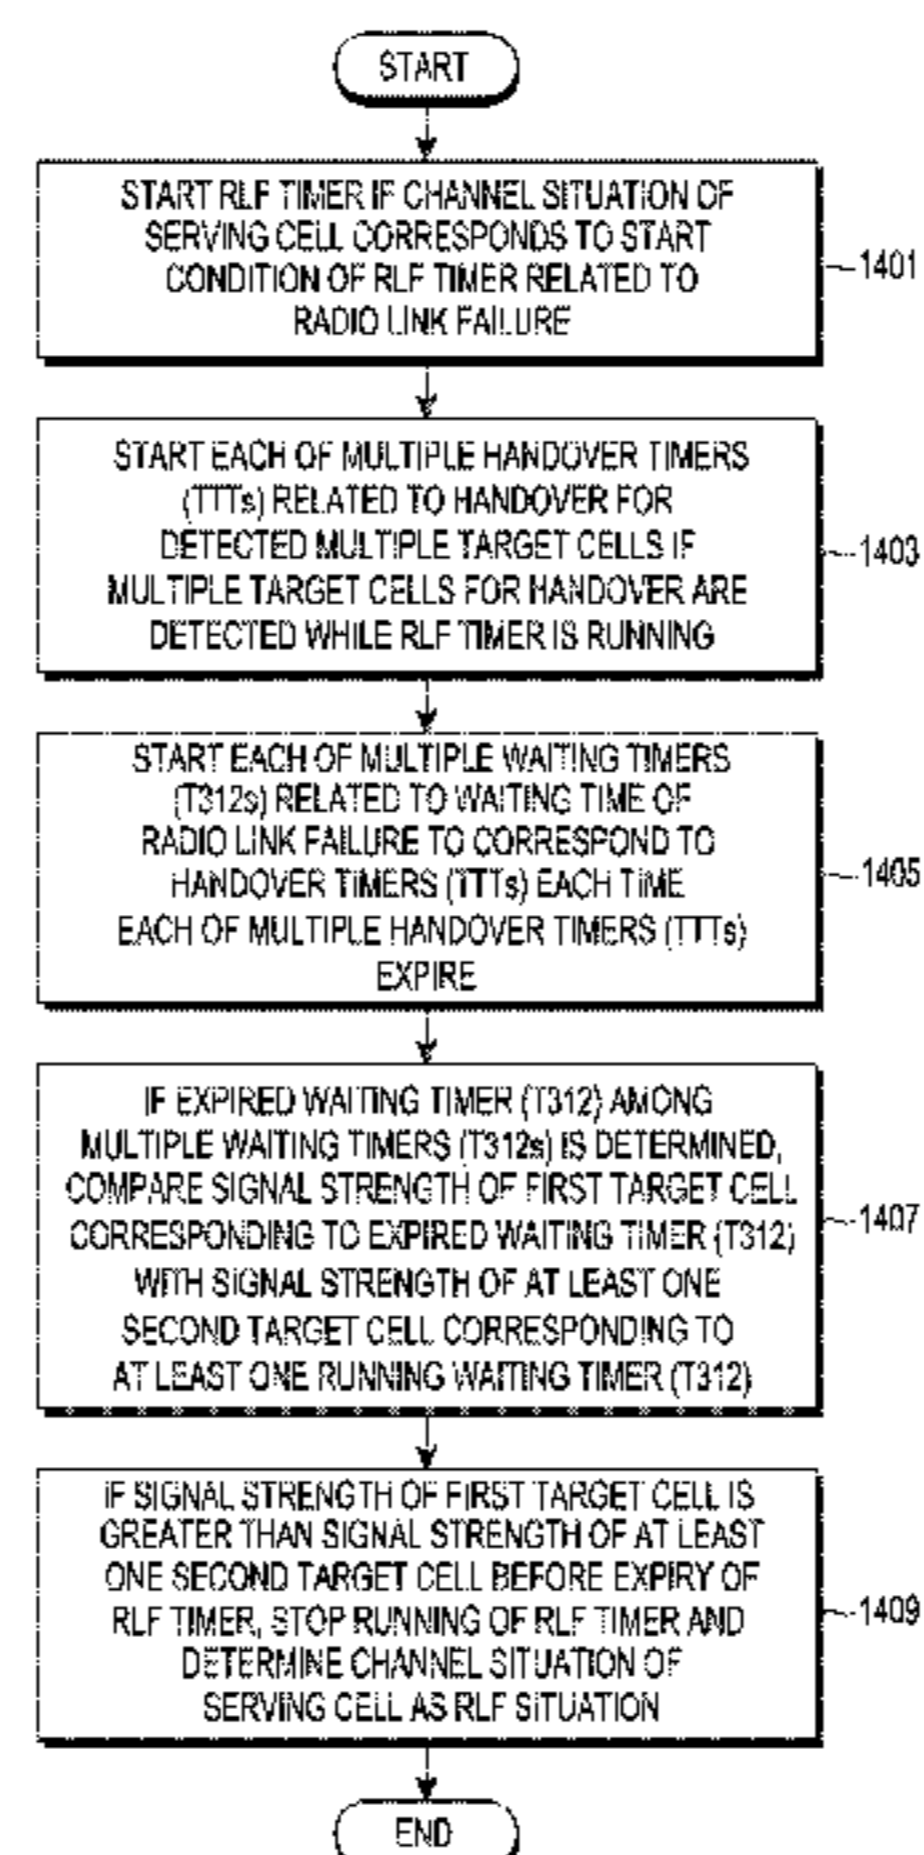 START
START RLF TIMER IF CHANNEL SITUATION OF
SERVING CELL CORRESPONDS TO START
CONDITION OF RLF TIMER RELATED TO
RADIO LINK FAILURE
1401
START EACH OF MULTIPLE HANDOVER TIMERS
(TTTs) RELATED TO HANDOVER FOR
DETECTED MULTIPLE TARGET CELLS IF
MULTIPLE TARGET CELLS FOR HANDOVER ARE
DETECTED WHILE RLF TIMER IS RUNNING
1403
START EACH OF MULTIPLE WAITING TIMERS
(T312s) RELATED TO WAITING TIME OF
RADIO LINK FAILURE TO CORRESPOND TO
HANDOVER TIMERS (TTTs) EACH TIME
EACH OF MULTIPLE HANDOVER TIMERS (TTTs)
EXPIRE
1405
IF EXPIRED WAITING TIMER (T312) AMONG
MULTIPLE WAITING TIMERS (T312s) IS DETERMINED,
COMPARE SIGNAL STRENGTH OF FIRST TARGET CELL
CORRESPONDING TO EXPIRED WAITING TIMER (T312)
WITH SIGNAL STRENGTH OF AT LEAST ONE
SECOND TARGET CELL CORRESPONDING TO
AT LEAST ONE RUNNING WAITING TIMER (T312)
1407
IF SIGNAL STRENGTH OF FIRST TARGET CELL IS
GREATER THAN SIGNAL STRENGTH OF AT LEAST
ONE SECOND TARGET CELL BEFORE EXPIRY OF
RLF TIMER, STOP RUNNING OF RLF TIMER AND
DETERMINE CHANNEL SITUATION OF
SERVING CELL AS RLF SITUATION
1409
END